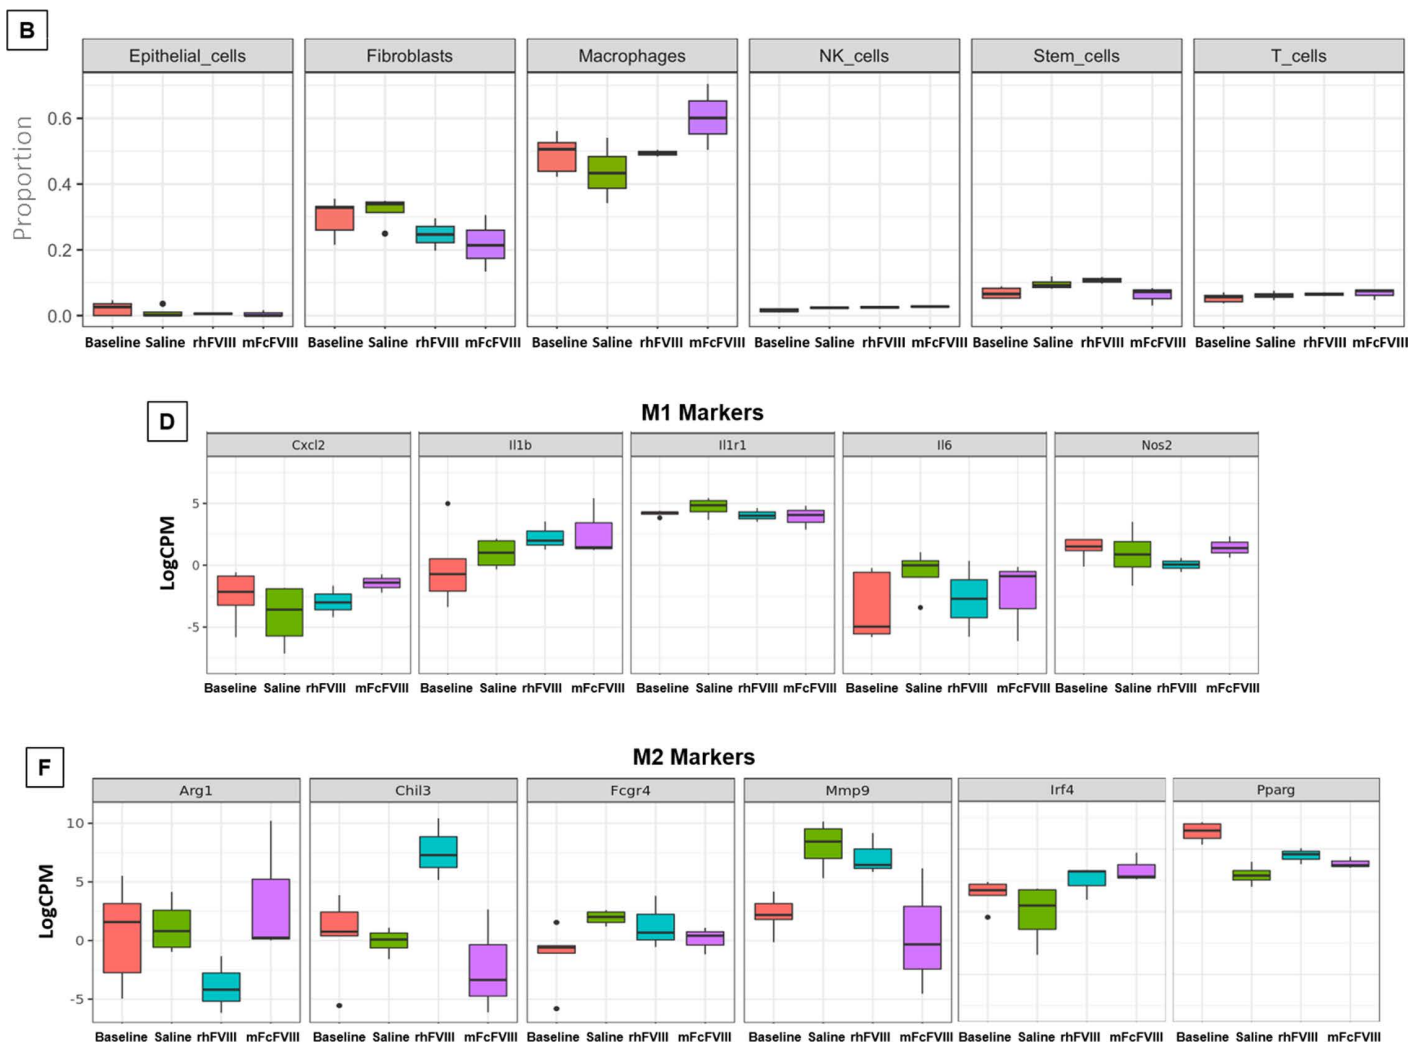 B
Epithelial_cells Fibroblasts Macrophages NK_cells Stem_cells T_cells
Proportion
0.6
0.4
0.2
0.0
Baseline Saline rhFVIII mFcFVIII Baseline Saline rhFVIII mFcFVIII Baseline Saline rhFVIII mFcFVIII Baseline Saline rhFVIII mFcFVIII Baseline Saline rhFVIII mFcFVIII Baseline Saline rhFVIII mFcFVIII
D
M1 Markers
Cxcl2 Il1b Il1r1 Il6 Nos2
LogCPM
5
0
-5
Baseline Saline rhFVIII mFcFVIII Baseline Saline rhFVIII mFcFVIII Baseline Saline rhFVIII mFcFVIII Baseline Saline rhFVIII mFcFVIII Baseline Saline rhFVIII mFcFVIII
F
M2 Markers
Arg1 Chil3 Fcgr4 Mmp9 Irf4 Pparg
LogCPM
10
5
0
-5
Baseline Saline rhFVIII mFcFVIII Baseline Saline rhFVIII mFcFVIII Baseline Saline rhFVIII mFcFVIII Baseline Saline rhFVIII mFcFVIII Baseline Saline rhFVIII mFcFVIII Baseline Saline rhFVIII mFcFVIII